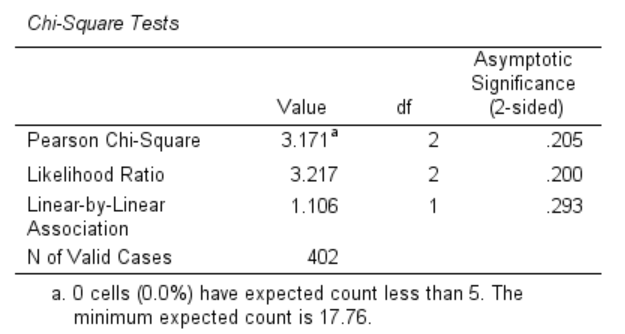 Chi-Square Tests
Asymptotic
Significance
Value df (2-sided)
Pearson Chi-Square 3.171a 2 .205
Likelihood Ratio 3.217 2 .200
Linear-by-Linear 1.106 1 .293
Association
N of Valid Cases 402
a. 0 cells (0.0%) have expected count less than 5. The
minimum expected count is 17.76.